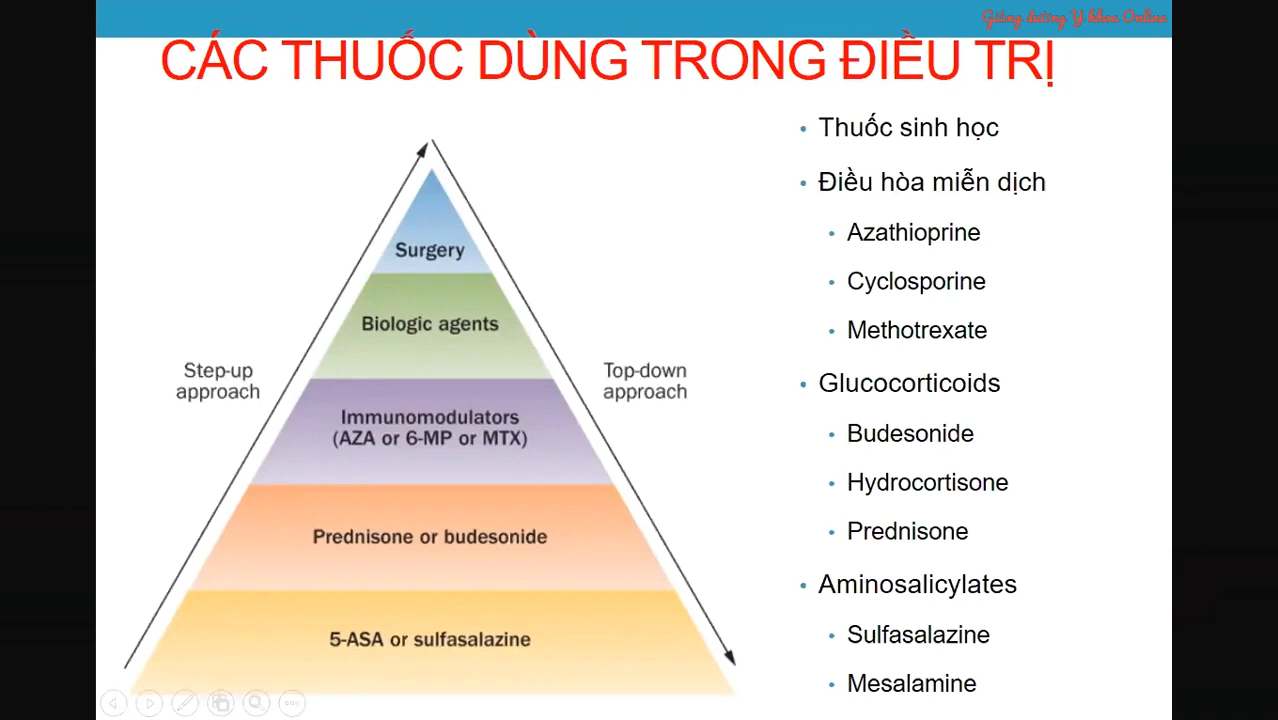 Giảng đường Y khoa Online
CÁC THUỐC DÙNG TRONG ĐIỀU TRỊ
Surgery
Biologic agents
Step-up
approach
Top-down
approach
Immunomodulators
(AZA or 6-MP or MTX)
Prednisone or budesonide
5-ASA or sulfasalazine
• Thuốc sinh học
• Điều hòa miễn dịch
• Azathioprine
• Cyclosporine
• Methotrexate
• Glucocorticoids
• Budesonide
• Hydrocortisone
• Prednisone
• Aminosalicylates
• Sulfasalazine
• Mesalamine